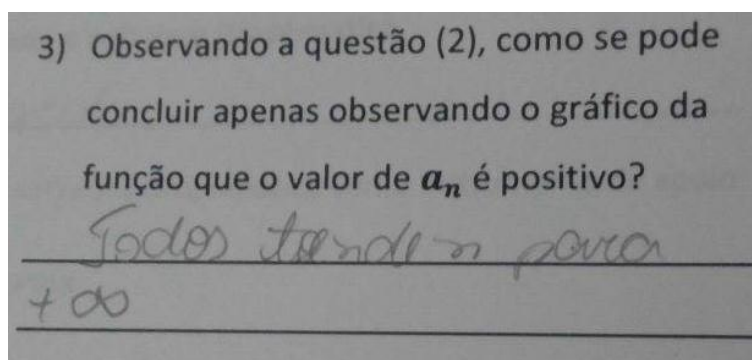 3) Observando a questão (2), como se pode
concluir apenas observando o gráfico da
função que o valor de aₙ é positivo?
Todos tendem para
+ ∞